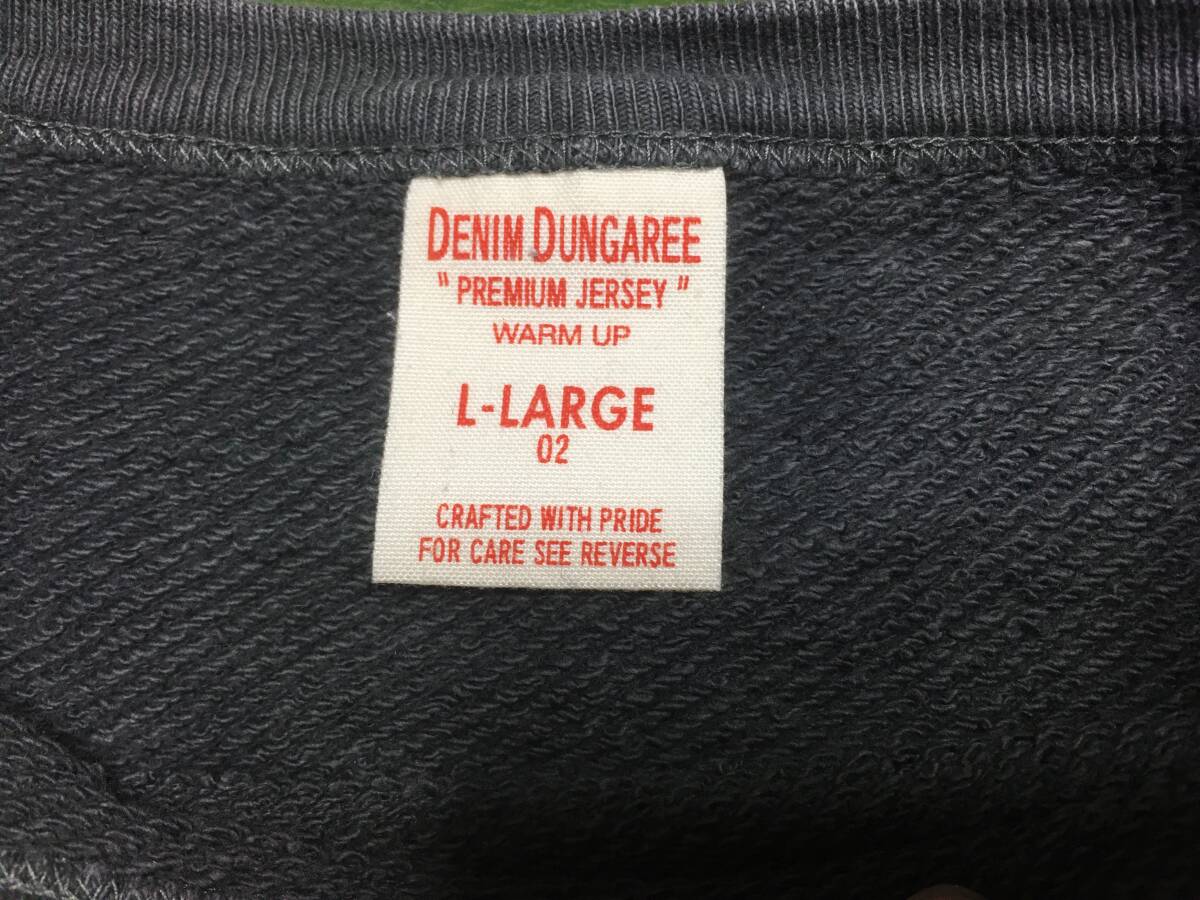 DENIM DUNGAREE
"PREMIUM JERSEY"
WARM UP
L-LARGE
02
CRAFTED WITH PRIDE
FOR CARE SEE REVERSE